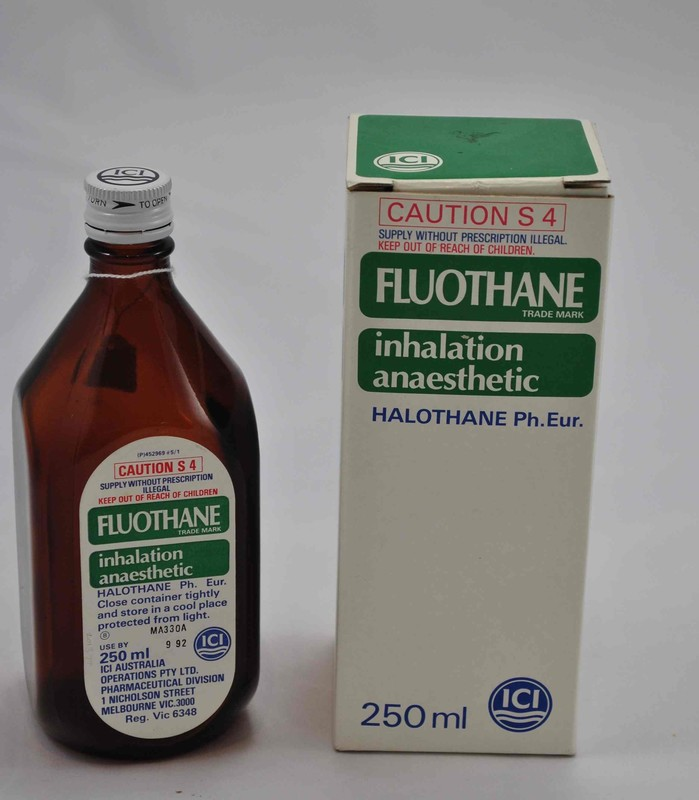 ICI
TURN TO OPEN
(P)452969 #5/1
CAUTION S 4
SUPPLY WITHOUT PRESCRIPTION
ILLEGAL
KEEP OUT OF REACH OF CHILDREN
FLUOTHANE
TRADE MARK
inhalation
anaesthetic
HALOTHANE Ph. Eur.
Close container tightly
and store in a cool place
protected from light.
MA330A
USE BY 9 92
250 ml
ICI
ICI AUSTRALIA
OPERATIONS PTY LTD.
PHARMACEUTICAL DIVISION
1 NICHOLSON STREET
MELBOURNE VIC.3000
Reg. Vic 6348
ICI
CAUTION S 4
SUPPLY WITHOUT PRESCRIPTION ILLEGAL.
KEEP OUT OF REACH OF CHILDREN.
FLUOTHANE
TRADE MARK
inhalation
anaesthetic
HALOTHANE Ph.Eur.
250 ml
ICI